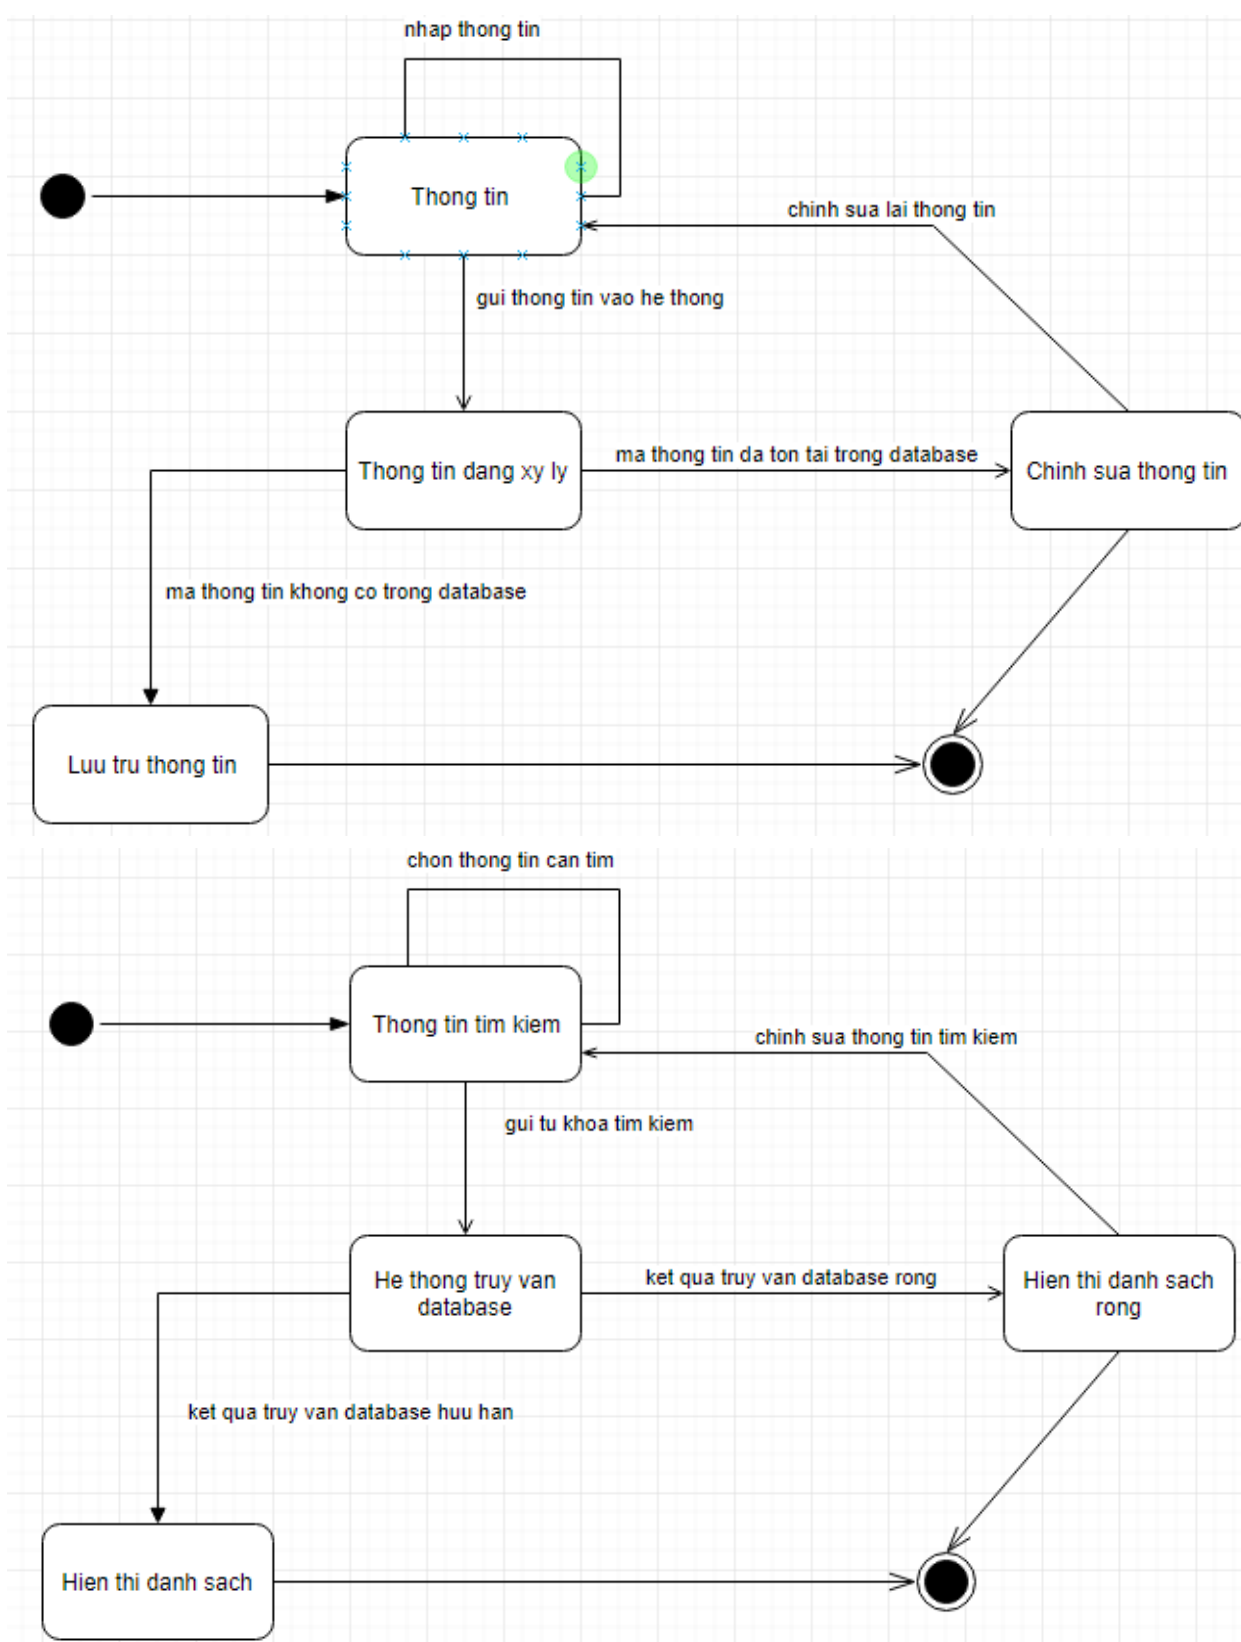 nhap thong tin
Thong tin
chinh sua lai thong tin
gui thong tin vao he thong
Thong tin dang xy ly
ma thong tin da ton tai trong database
Chinh sua thong tin
ma thong tin khong co trong database
Luu tru thong tin
chon thong tin can tim
Thong tin tim kiem
chinh sua thong tin tim kiem
gui tu khoa tim kiem
He thong truy van
database
ket qua truy van database rong
Hien thi danh sach
rong
ket qua truy van database huu han
Hien thi danh sach